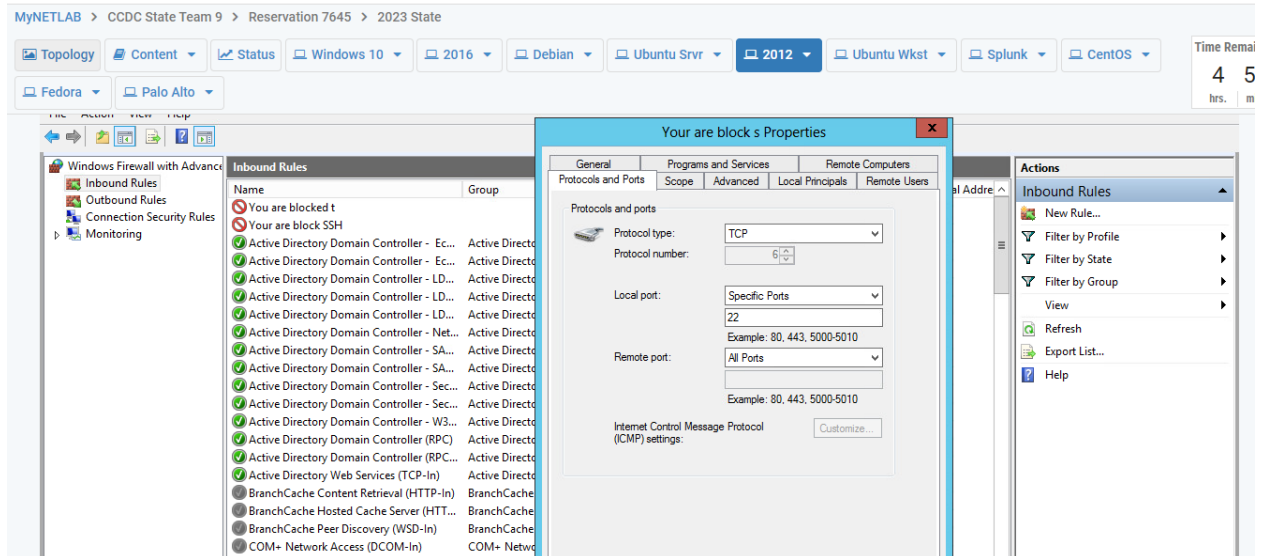 MyNETLAB > CCDC State Team 9 > Reservation 7645 > 2023 State
Topology Content Status Windows 10 2016 Debian Ubuntu Srvr 2012 Ubuntu Wkst Splunk CentOS
Time Remai
4 5
hrs. m
Fedora Palo Alto
File Action View Help
Your are block s Properties
x
Windows Firewall with Advance
Inbound Rules
Outbound Rules
Connection Security Rules
Monitoring
Inbound Rules
Name Group
You are blocked t
Your are block SSH
Active Directory Domain Controller - Ec... Active Directo
Active Directory Domain Controller - Ec... Active Directo
Active Directory Domain Controller - LD... Active Directo
Active Directory Domain Controller - LD... Active Directo
Active Directory Domain Controller - LD... Active Directo
Active Directory Domain Controller - Net... Active Directo
Active Directory Domain Controller - SA... Active Directo
Active Directory Domain Controller - SA... Active Directo
Active Directory Domain Controller - Sec... Active Directo
Active Directory Domain Controller - Sec... Active Directo
Active Directory Domain Controller - W3... Active Directo
Active Directory Domain Controller (RPC) Active Directo
Active Directory Domain Controller (RPC... Active Directo
Active Directory Web Services (TCP-In) Active Directo
BranchCache Content Retrieval (HTTP-In) BranchCache
BranchCache Hosted Cache Server (HTT... BranchCache
BranchCache Peer Discovery (WSD-In) BranchCache
COM+ Network Access (DCOM-In) COM+ Netwo
General Programs and Services Remote Computers
Protocols and Ports Scope Advanced Local Principals Remote Users
Protocols and ports
Protocol type: TCP
Protocol number: 6
Local port: Specific Ports
22
Example: 80, 443, 5000-5010
Remote port: All Ports
Example: 80, 443, 5000-5010
Internet Control Message Protocol
(ICMP) settings:
Customize...
al Addre
Actions
Inbound Rules
New Rule...
Filter by Profile
Filter by State
Filter by Group
View
Refresh
Export List...
Help